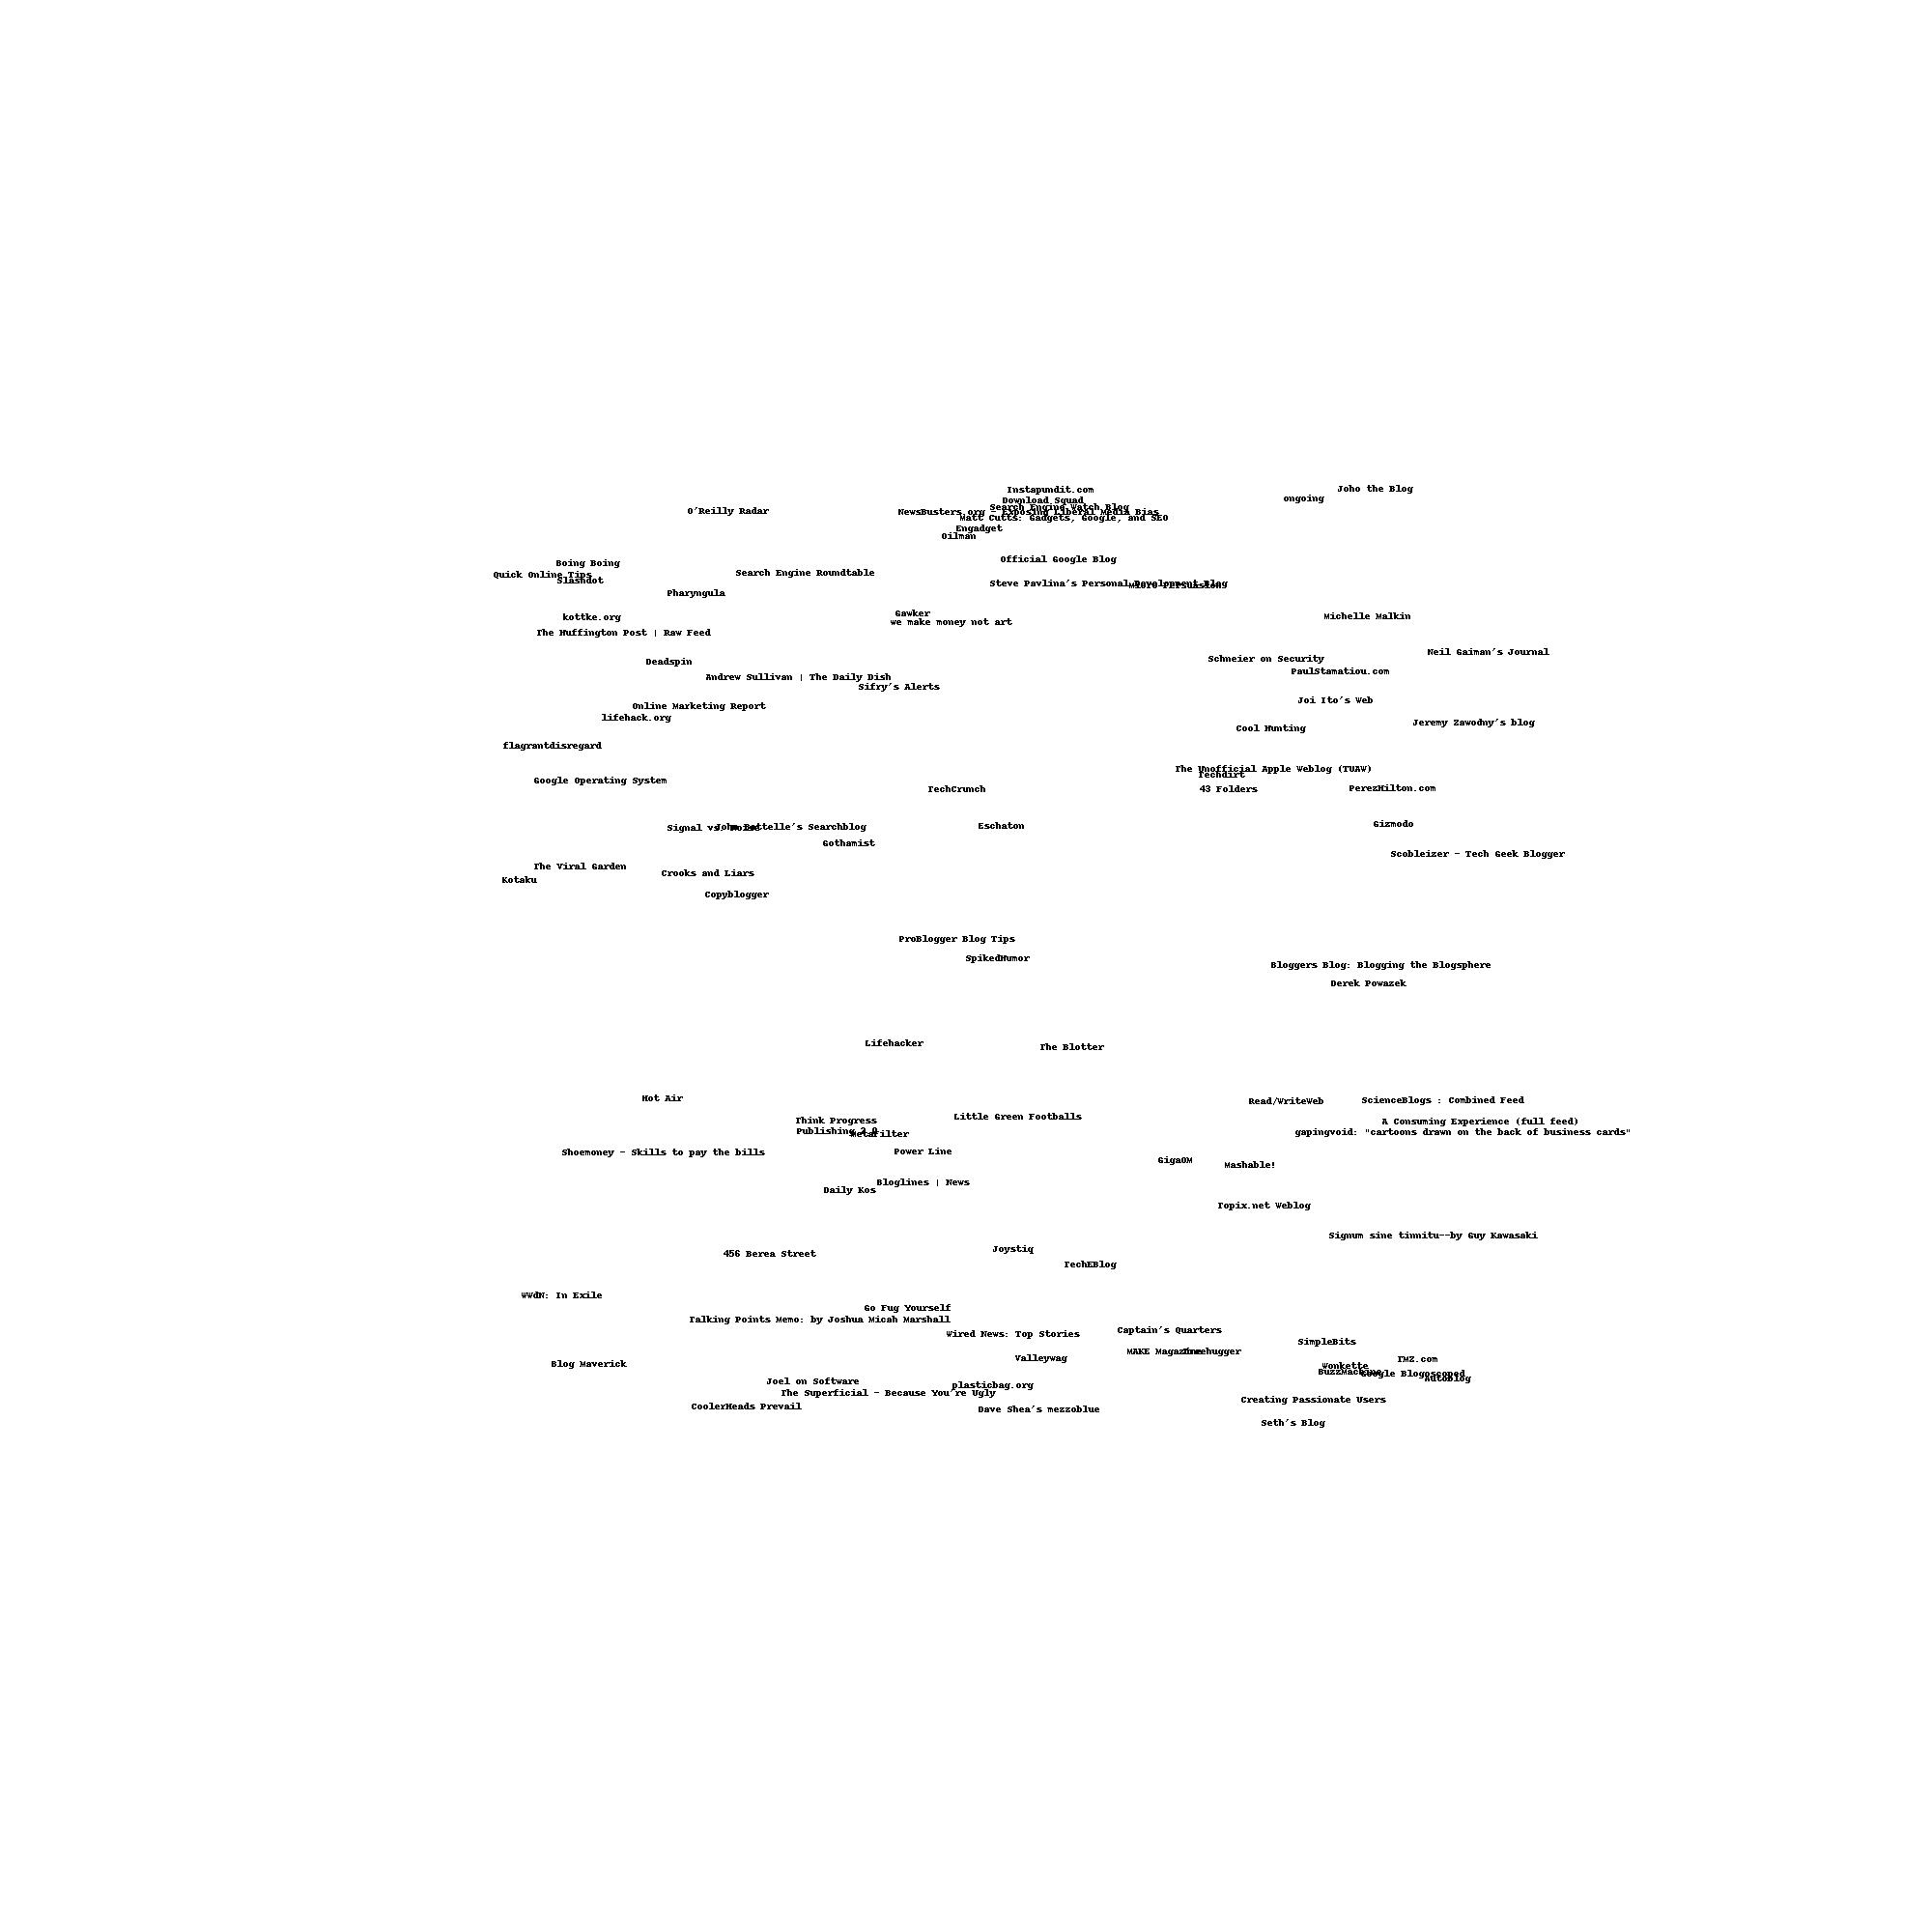 Joho the Blog
Instapundit.com
ongoing
Download Squad
Search Engine Watch Blog
O'Reilly Radar
NewsBusters.org - Exposing Liberal Media Bias
Matt Cutts: Gadgets, Google, and SEO
Engadget
Oilman
Official Google Blog
Boing Boing
Search Engine Roundtable
Quick Online Tips
Slashdot
Steve Pavlina's Personal Development Blog
Micro Persuasion
Pharyngula
Gawker
Michelle Malkin
kottke.org
we make money not art
The Huffington Post | Raw Feed
Neil Gaiman's Journal
Schneier on Security
Deadspin
PaulStamatiou.com
Andrew Sullivan | The Daily Dish
Sifry's Alerts
Joi Ito's Web
Online Marketing Report
lifehack.org
Jeremy Zawodny's blog
Cool Hunting
flagrantdisregard
The Unofficial Apple Weblog (TUAW)
Techdirt
Google Operating System
TechCrunch
43 Folders
PerezHilton.com
Gizmodo
Eschaton
Signal vs. Noise
John Battelle's Searchblog
Gothamist
Scobleizer - Tech Geek Blogger
The Viral Garden
Crooks and Liars
Kotaku
Copyblogger
ProBlogger Blog Tips
SpikedHumor
Bloggers Blog: Blogging the Blogsphere
Derek Powazek
Lifehacker
The Blotter
Hot Air
Read/WriteWeb
ScienceBlogs : Combined Feed
Little Green Footballs
Think Progress
A Consuming Experience (full feed)
Publishing 2.0
MetaFilter
gapingvoid: "cartoons drawn on the back of business cards"
Shoemoney - Skills to pay the bills
Power Line
GigaOM
Mashable!
Bloglines | News
Daily Kos
Topix.net Weblog
Signum sine tinnitu--by Guy Kawasaki
Joystiq
456 Berea Street
TechEBlog
WWdN: In Exile
Go Fug Yourself
Talking Points Memo: by Joshua Micah Marshall
Captain's Quarters
Wired News: Top Stories
SimpleBits
MAKE Magazine
Treehugger
Valleywag
TMZ.com
Blog Maverick
Wonkette
BuzzMachine
Google Blogoscoped
Autoblog
Joel on Software
plasticbag.org
The Superficial - Because You're Ugly
Creating Passionate Users
CoolerHeads Prevail
Dave Shea's mezzoblue
Seth's Blog